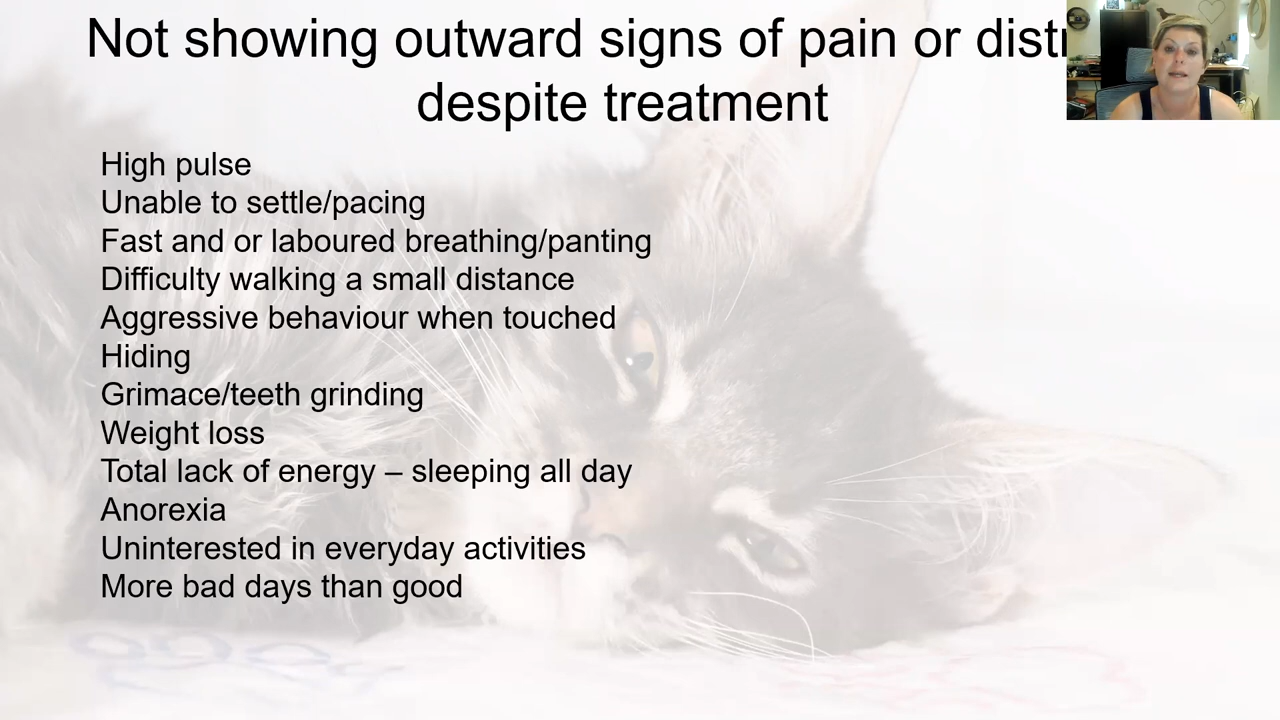 Not showing outward signs of pain or
despite treatment
High pulse
Unable to settle/pacing
Fast and or laboured breathing/panting
Difficulty walking a small distance
Aggressive behaviour when touched
Hiding
Grimace/teeth grinding
Weight loss
Total lack of energy – sleeping all day
Anorexia
Uninterested in everyday activities
More bad days than good